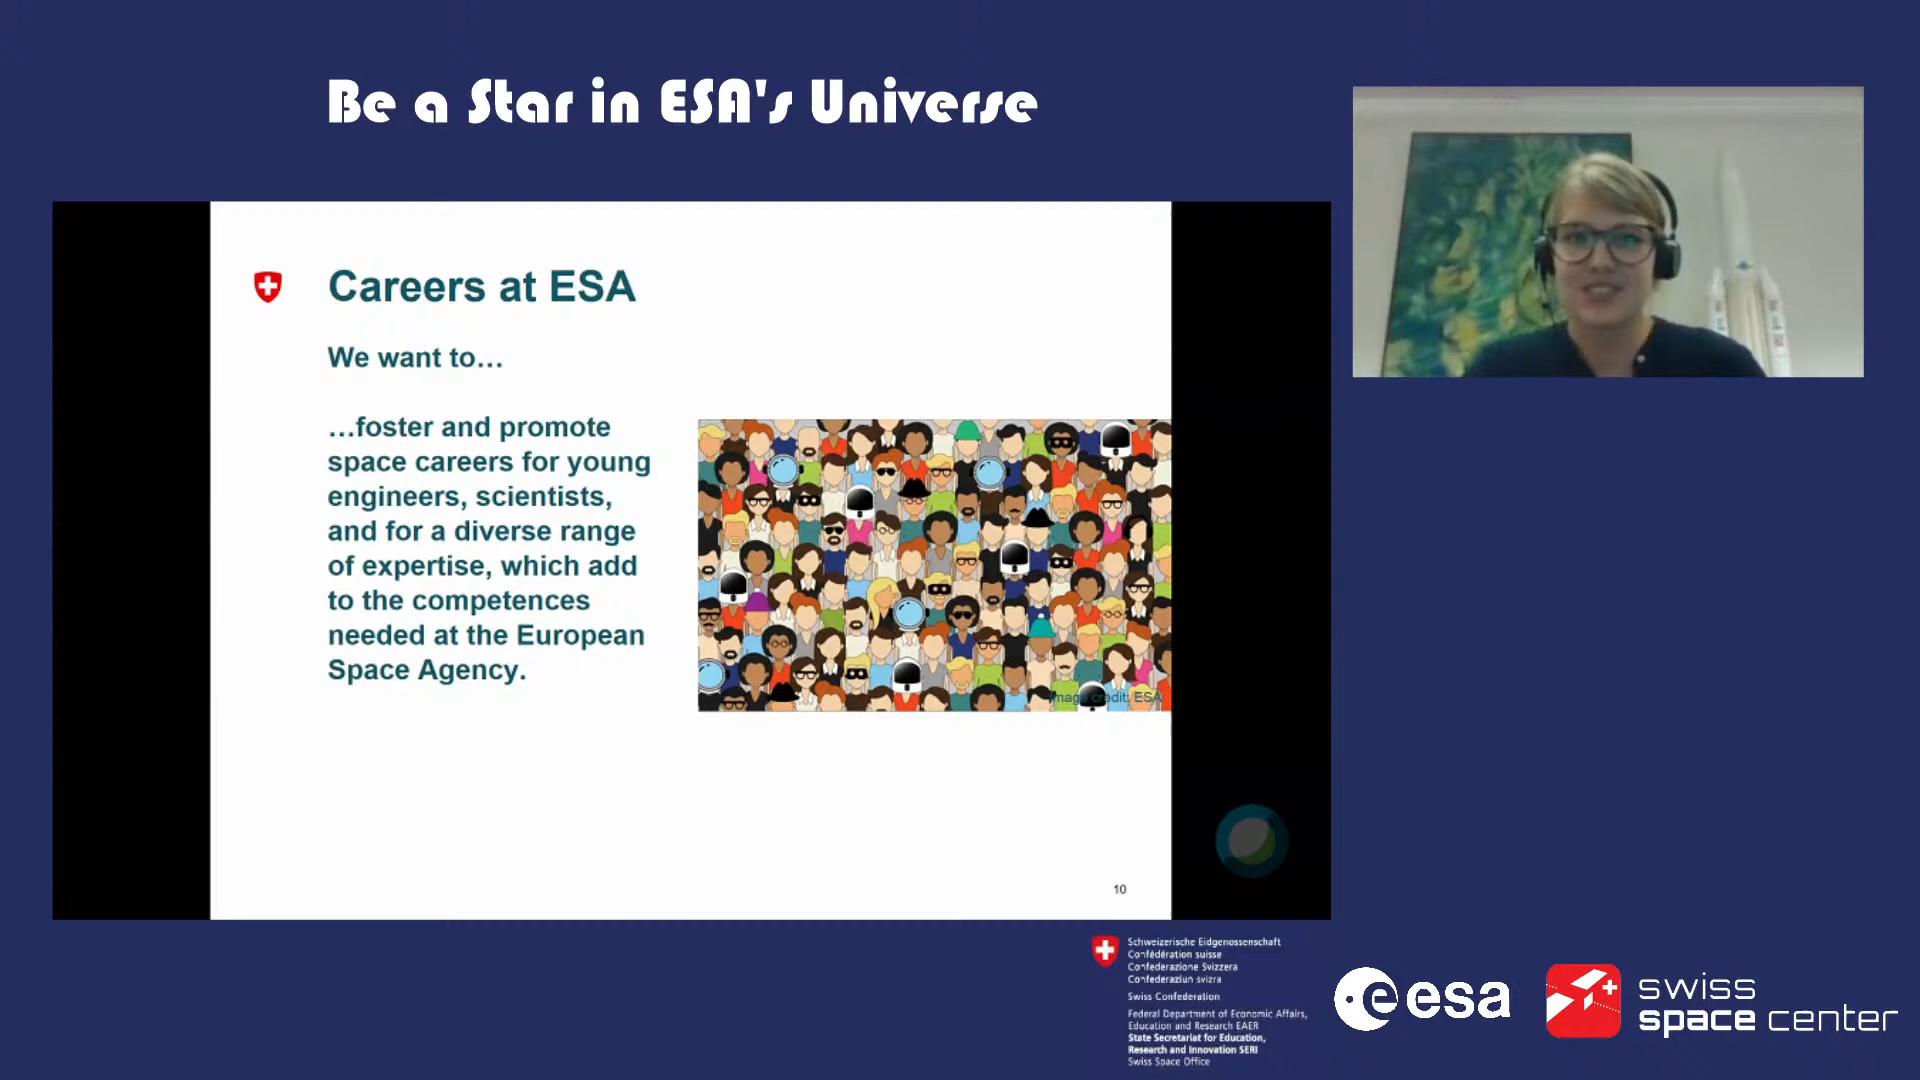 Be a Star in ESA's Universe
Careers at ESA
We want to…
…foster and promote
space careers for young
engineers, scientists,
and for a diverse range
of expertise, which add
to the competences
needed at the European
Space Agency.
Image credit: ESA
10
Schweizerische Eidgenossenschaft
Confédération suisse
Confederazione Svizzera
Confederaziun svizra
Swiss Confederation
Federal Department of Economic Affairs,
Education and Research EAER
State Secretariat for Education,
Research and Innovation SERI
Swiss Space Office
esa
swiss
space center